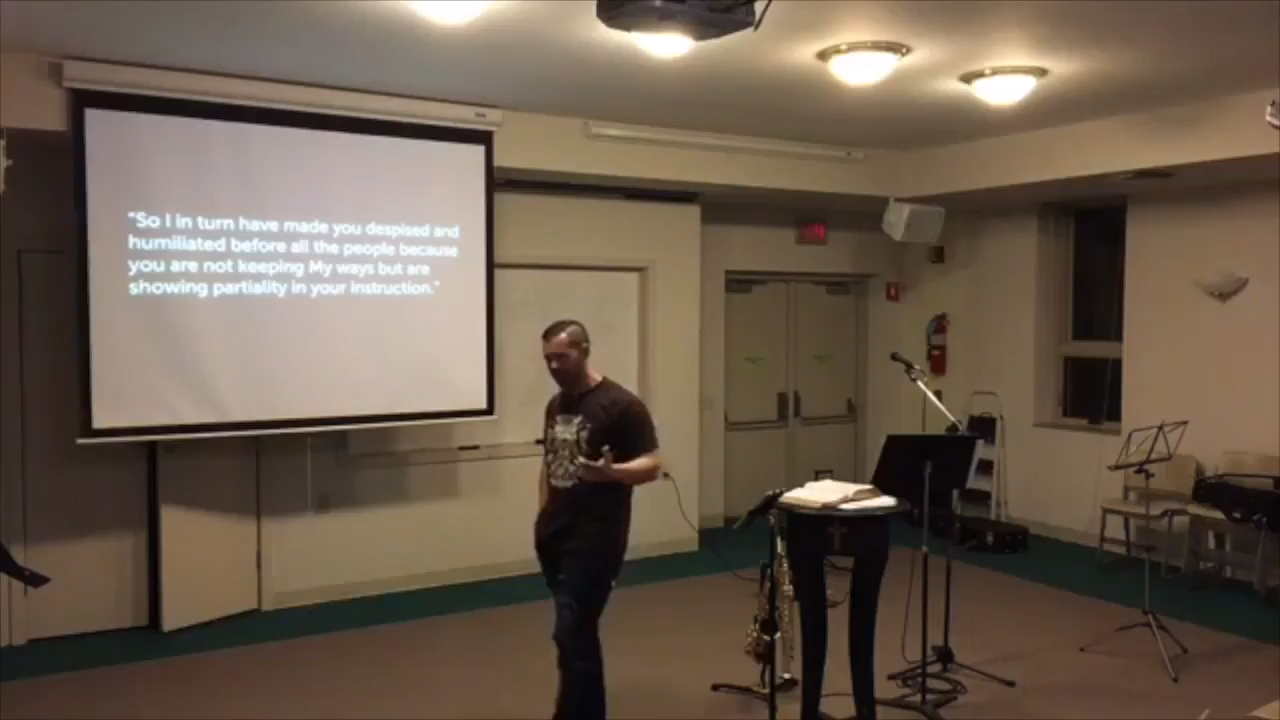 “So I in turn have made you despised and
humiliated before all the people because
you are not keeping My ways but are
showing partiality in your instruction.”